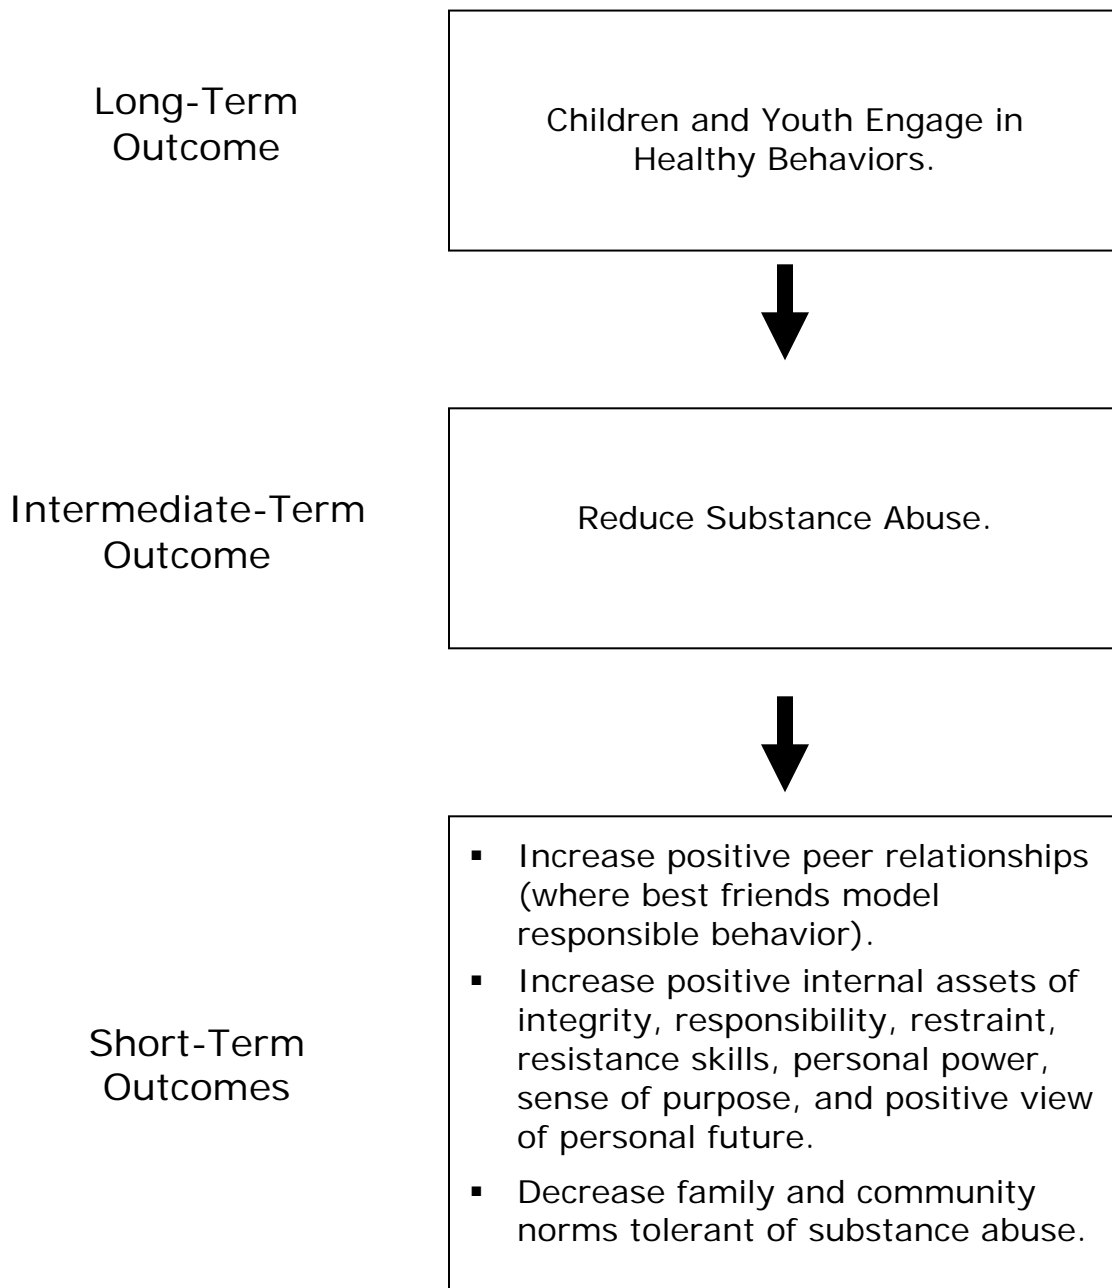 Long-Term
Outcome
Children and Youth Engage in
Healthy Behaviors.
Intermediate-Term
Outcome
Reduce Substance Abuse.
Short-Term
Outcomes
▪ Increase positive peer relationships
(where best friends model
responsible behavior).
▪ Increase positive internal assets of
integrity, responsibility, restraint,
resistance skills, personal power,
sense of purpose, and positive view
of personal future.
▪ Decrease family and community
norms tolerant of substance abuse.